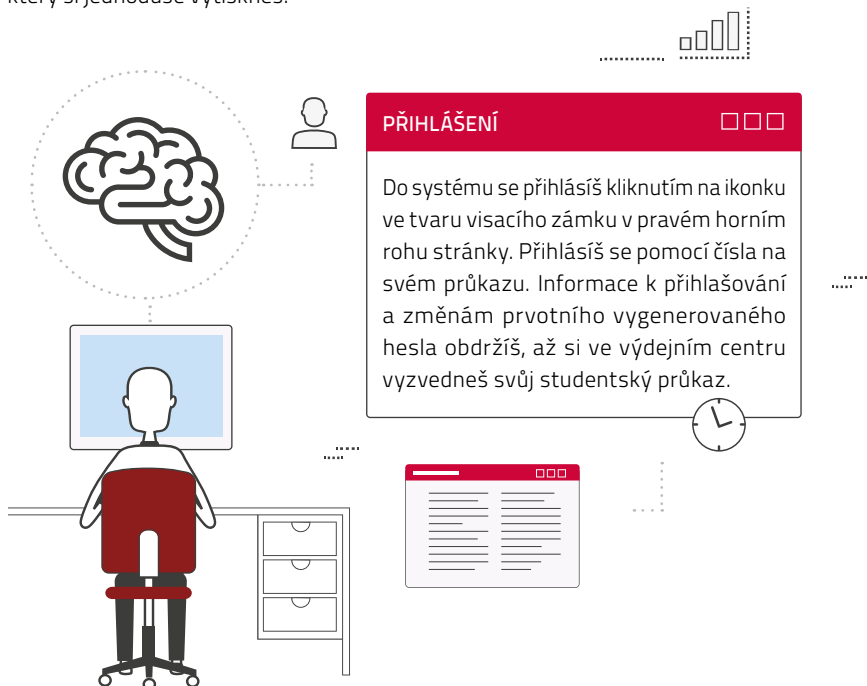 který si jednoduše vytiskneš.
PŘIHLÁŠENÍ
Do systému se přihlásíš kliknutím na ikonku
ve tvaru visacího zámku v pravém horním
rohu stránky. Přihlásíš se pomocí čísla na
svém průkazu. Informace k přihlašování
a změnám prvotního vygenerovaného
hesla obdržíš, až si ve výdejním centru
vyzvedneš svůj studentský průkaz.